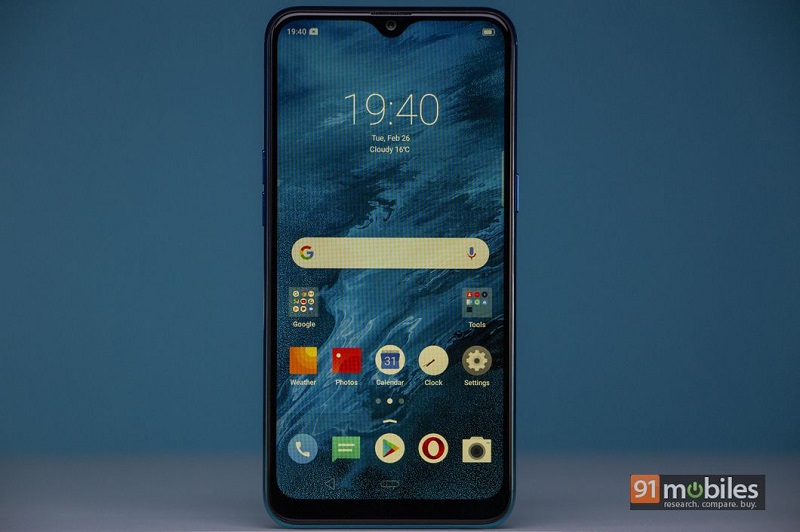 19:40
19:40
Tue, Feb 26
Cloudy 16℃
G
Google
Tools
31
Weather
Photos
Calendar
Clock
Settings
91mobiles
research. compare. buy.